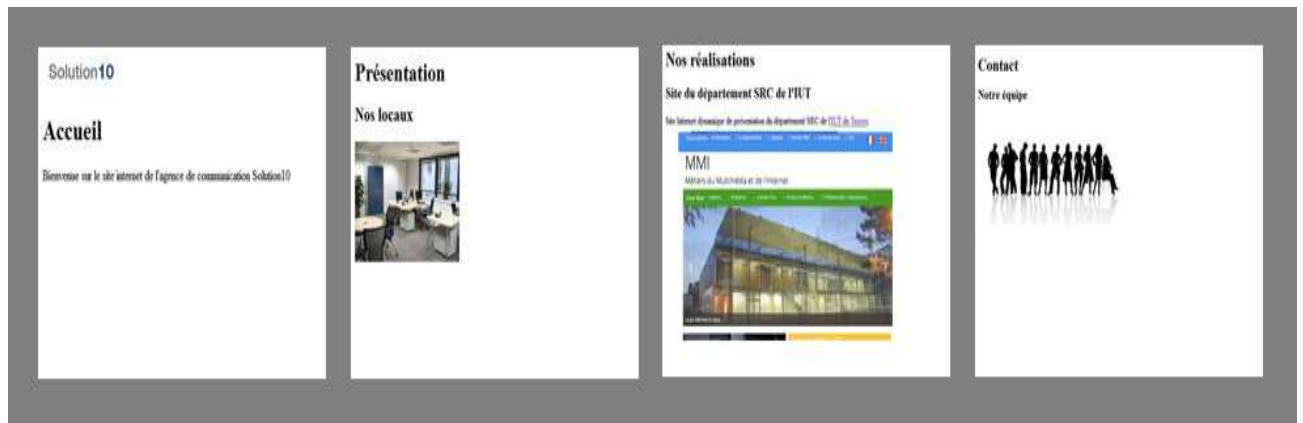 Solution10
Accueil
Bienvenue sur le site internet de l'agence de communication Solution10
Présentation
Nos locaux
Nos réalisations
Site du département SRC de l'IUT
Site Internet dynamique de présentation du département SRC de l'IUT de
MMI
Métiers du Multimédia et de l'Internet
Contact
Notre équipe